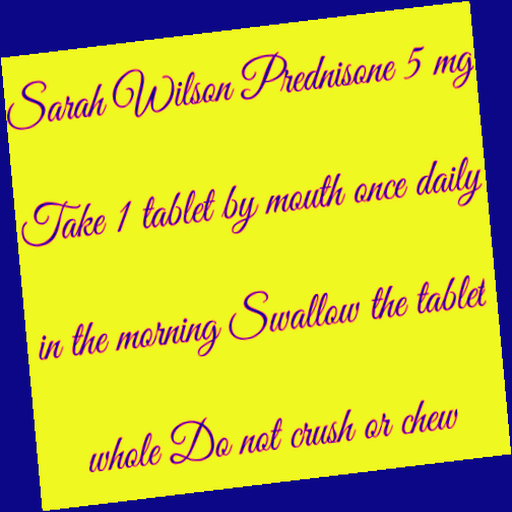 Sarah Wilson Prednisone 5 mg
Take 1 tablet by mouth once daily
in the morning Swallow the tablet
whole Do not crush or chew